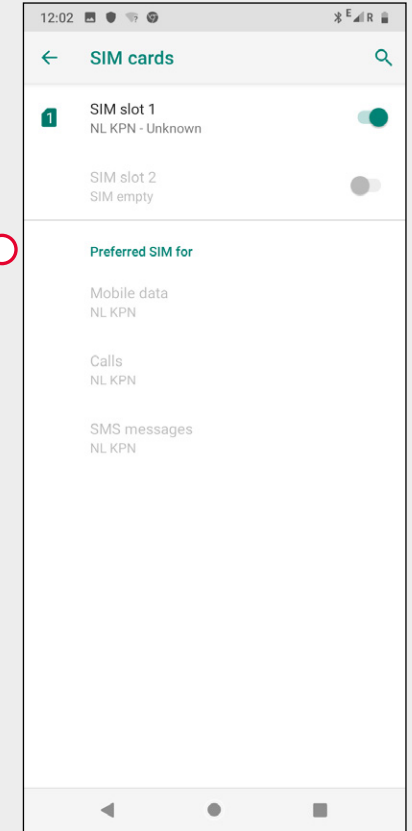 12:02 E R
SIM cards
1 SIM slot 1
NL KPN - Unknown
SIM slot 2
SIM empty
Preferred SIM for
Mobile data
NL KPN
Calls
NL KPN
SMS messages
NL KPN